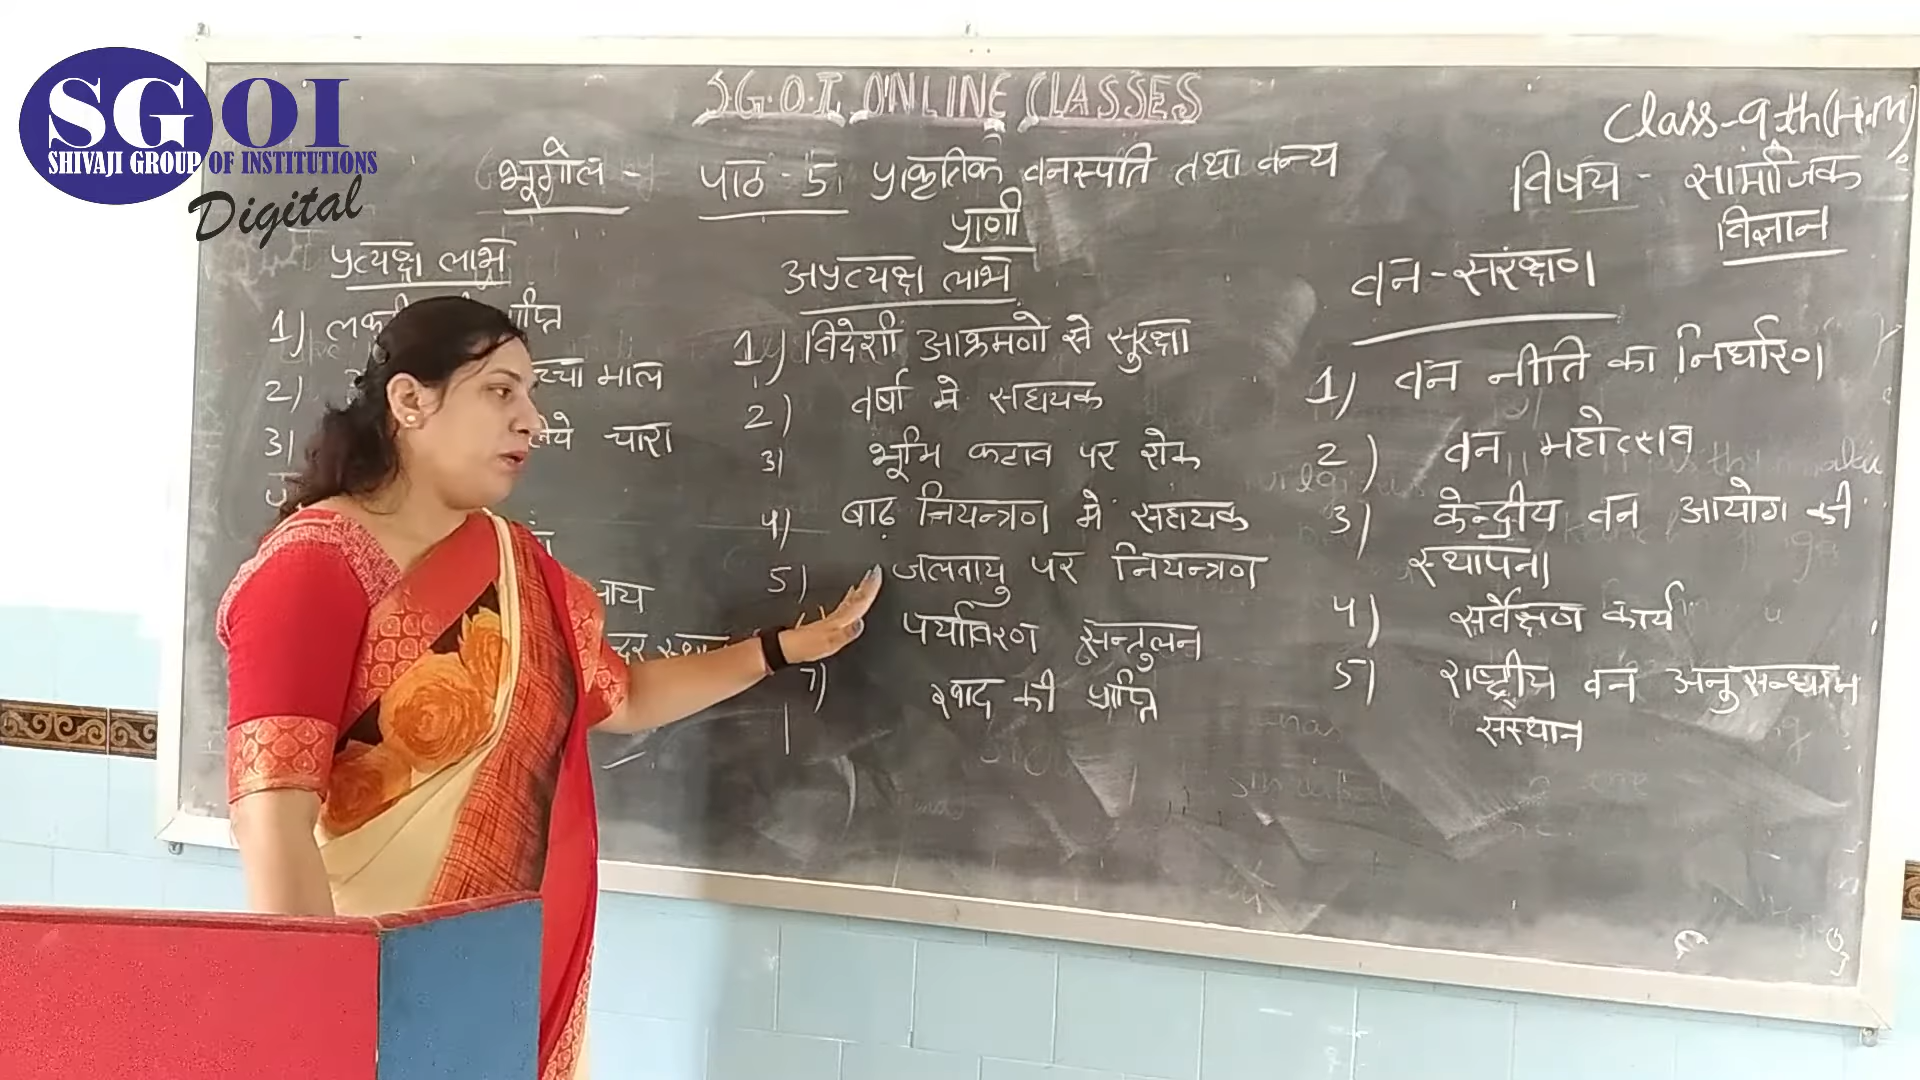 SGOI
SHIVAJI GROUP OF INSTITUTIONS
Digital
S.G.O.I. ONLINE CLASSES
Class-9th(H.M)
भूगोल - पाठ - 5 प्राकृतिक वनस्पति तथा वन्य
प्राणी
विषय - सामाजिक
विज्ञान
प्रत्यक्ष लाभ
1)
2) माल
3) चारा
अप्रत्यक्ष लाभ
1) विदेशी आक्रमणो से सुरक्षा
2) वर्षा मे सहायक
3) भूमि कटाव पर रोक
4) बाढ़ नियन्त्रण मे सहायक
5) जलवायु पर नियन्त्रण
पर्यावरण सन्तुलन
7) खाद की प्राप्ति
वन-संरक्षण
1) वन नीति का निर्धारण
2) वन महोत्सव
3) केन्द्रीय वन आयोग की
स्थापना
4) सर्वेक्षण कार्य
5) राष्ट्रीय वन अनुसन्धान
संस्थान